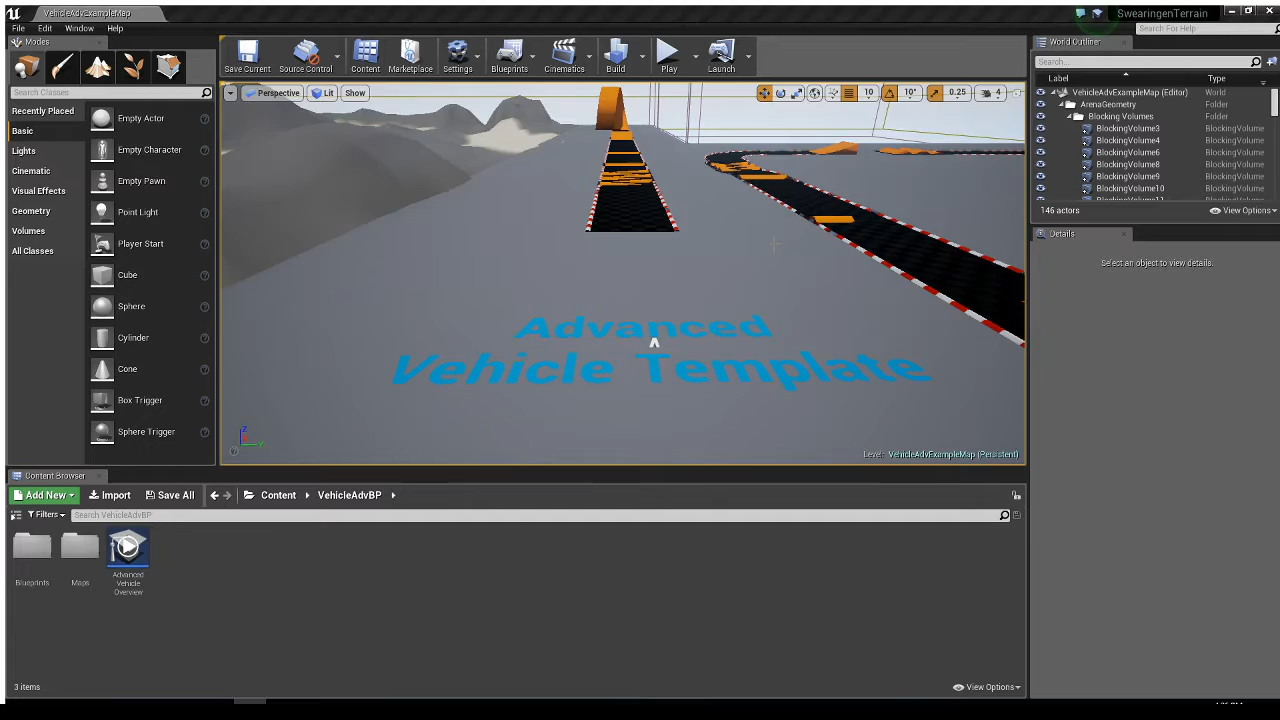 VehicleAdvExampleMap
SwearingenTerrain
File Edit Window Help
Search For Help
Modes
World Outliner
Save Current Source Control Content Marketplace Settings Blueprints Cinematics Build Play Launch
Search...
Search Classes
Perspective Lit Show 10 10° 0.25 4
Label Type
VehicleAdvExampleMap (Editor) World
ArenaGeometry Folder
Blocking Volumes Folder
BlockingVolume3 BlockingVolume
BlockingVolume4 BlockingVolume
BlockingVolume6 BlockingVolume
BlockingVolume8 BlockingVolume
BlockingVolume9 BlockingVolume
BlockingVolume10 BlockingVolume
146 actors View Options
Details
Select an object to view details.
Recently Placed
Basic
Lights
Cinematic
Visual Effects
Geometry
Volumes
All Classes
Empty Actor
Empty Character
Empty Pawn
Point Light
Player Start
Cube
Sphere
Cylinder
Cone
Box Trigger
Sphere Trigger
Advanced
Vehicle Template
Z
Y
Level: VehicleAdvExampleMap (Persistent)
Content Browser
Add New Import Save All Content VehicleAdvBP
Filters Search VehicleAdvBP
Blueprints
Maps
Advanced
Vehicle
Overview
3 items View Options